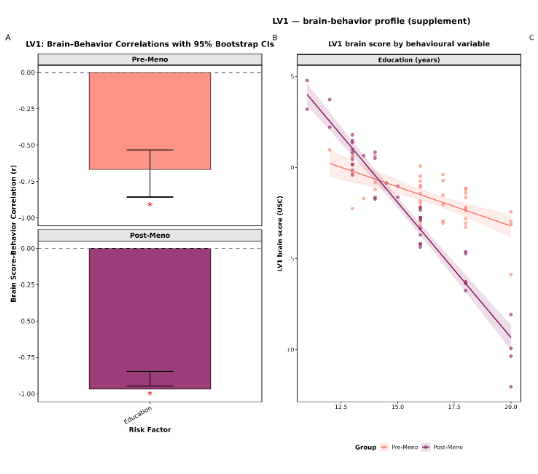 LV1 — brain-behavior profile (supplement)
A
LV1: Brain–Behavior Correlations with 95% Bootstrap CIs
B
LV1 brain score by behavioural variable
C
Pre-Meno
0.00
-0.25
-0.50
-0.75
-1.00
*
Post-Meno
0.00
-0.25
-0.50
-0.75
-1.00
*
Brain Score–Behavior Correlation (r)
Education
Risk Factor
Education (years)
5
0
-5
-10
LV1 brain score (USC)
12.5
15.0
17.5
20.0
Group Pre-Meno Post-Meno